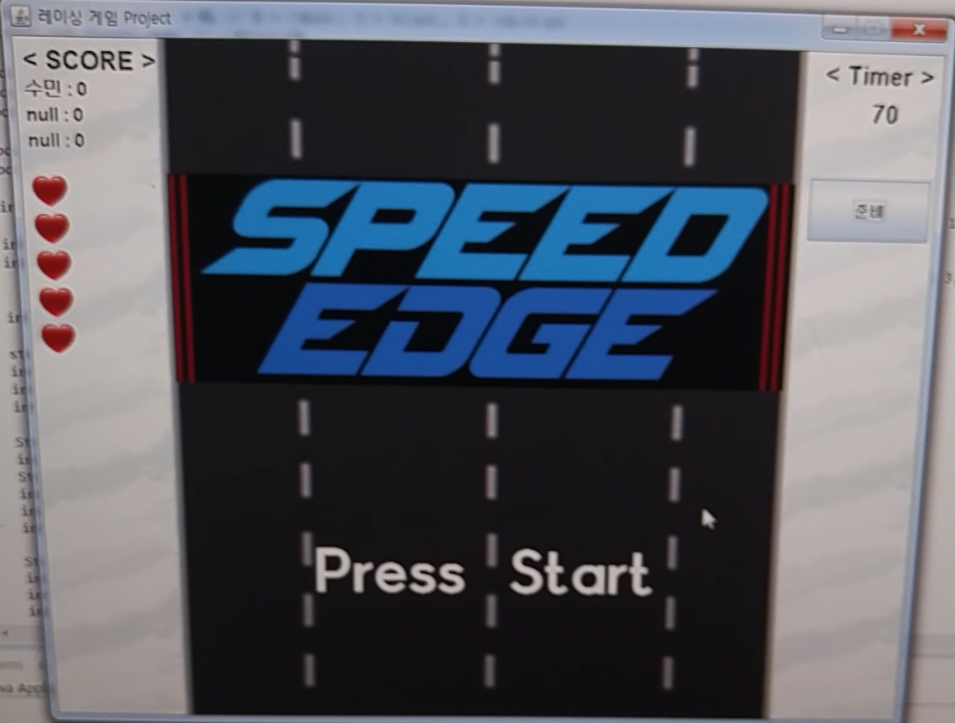 레이싱 게임 Project
< SCORE >
수민 : 0
null : 0
null : 0
< Timer >
70
준비
SPEED
EDGE
Press Start